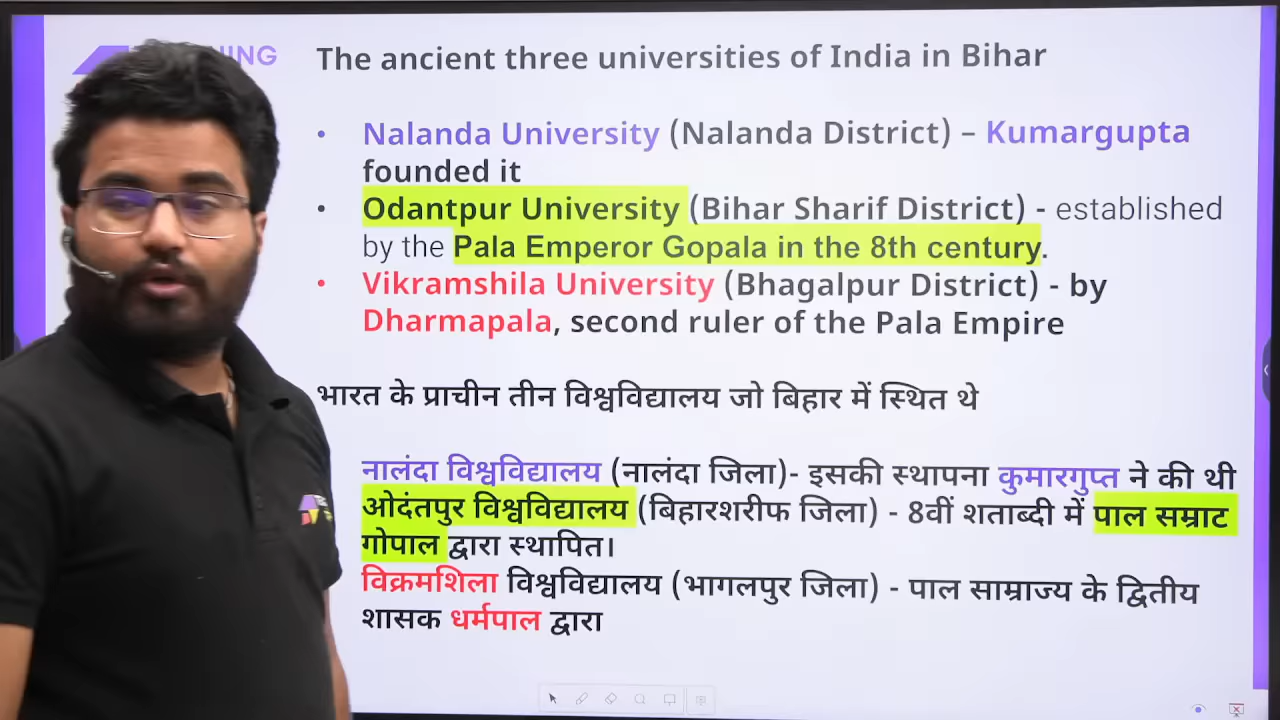 The ancient three universities of India in Bihar
• Nalanda University (Nalanda District) – Kumargupta
founded it
• Odantpur University (Bihar Sharif District) - established
by the Pala Emperor Gopala in the 8th century.
• Vikramshila University (Bhagalpur District) - by
Dharmapala, second ruler of the Pala Empire
भारत के प्राचीन तीन विश्वविद्यालय जो बिहार में स्थित थे
नालंदा विश्वविद्यालय (नालंदा जिला)- इसकी स्थापना कुमारगुप्त ने की थी
ओदंतपुर विश्वविद्यालय (बिहारशरीफ जिला) - 8वीं शताब्दी में पाल सम्राट
गोपाल द्वारा स्थापित।
विक्रमशिला विश्वविद्यालय (भागलपुर जिला) - पाल साम्राज्य के द्वितीय
शासक धर्मपाल द्वारा